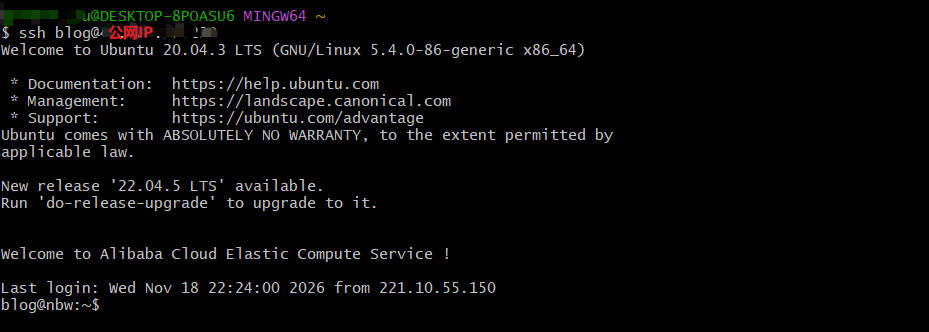 u@DESKTOP-8POASU6 MINGW64 ~
$ ssh blog@ 公网IP.
Welcome to Ubuntu 20.04.3 LTS (GNU/Linux 5.4.0-86-generic x86_64)
* Documentation:  https://help.ubuntu.com
* Management:     https://landscape.canonical.com
* Support:        https://ubuntu.com/advantage
Ubuntu comes with ABSOLUTELY NO WARRANTY, to the extent permitted by
applicable law.
New release '22.04.5 LTS' available.
Run 'do-release-upgrade' to upgrade to it.
Welcome to Alibaba Cloud Elastic Compute Service !
Last login: Wed Nov 18 22:24:00 2026 from 221.10.55.150
blog@nbw:~$